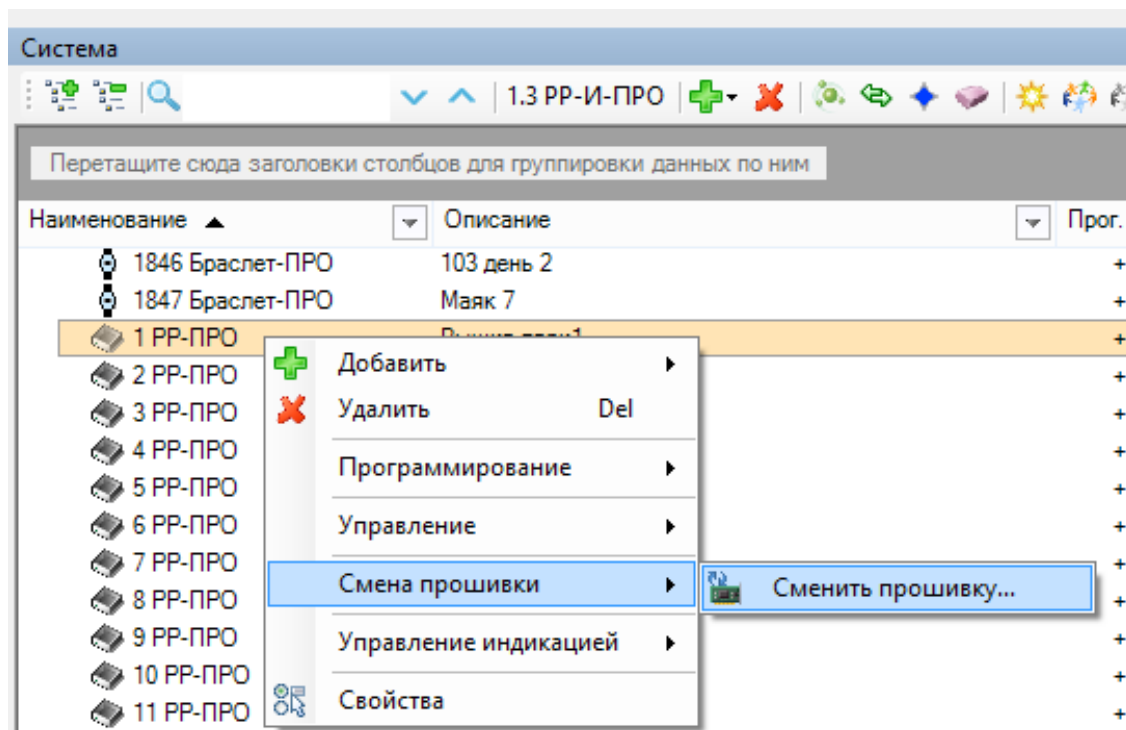 Система
1.3 РР-И-ПРО
Перетащите сюда заголовки столбцов для группировки данных по ним
Наименование Описание Прог.
1846 Браслет-ПРО 103 день 2 +
1847 Браслет-ПРО Маяк 7 +
1 РР-ПРО +
2 РР-ПРО Добавить +
3 РР-ПРО Удалить Del +
4 РР-ПРО +
5 РР-ПРО Программирование +
6 РР-ПРО Управление +
7 РР-ПРО +
8 РР-ПРО Смена прошивки Сменить прошивку... +
9 РР-ПРО Управление индикацией +
10 РР-ПРО +
11 РР-ПРО Свойства +